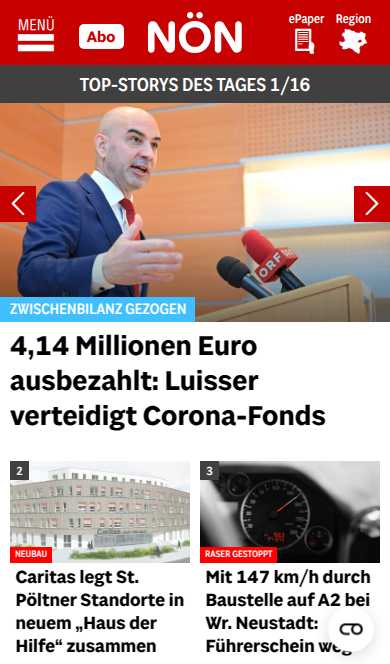 MENÜ
Abo
NÖN
ePaper
Region
TOP-STORYS DES TAGES 1/16
ORF
ZWISCHENBILANZ GEZOGEN
4,14 Millionen Euro
ausbezahlt: Luisser
verteidigt Corona-Fonds
2
NEUBAU
Caritas legt St.
Pöltner Standorte in
neuem „Haus der
Hilfe“ zusammen
3
RASER GESTOPPT
Mit 147 km/h durch
Baustelle auf A2 bei
Wr. Neustadt:
Führerschein weg